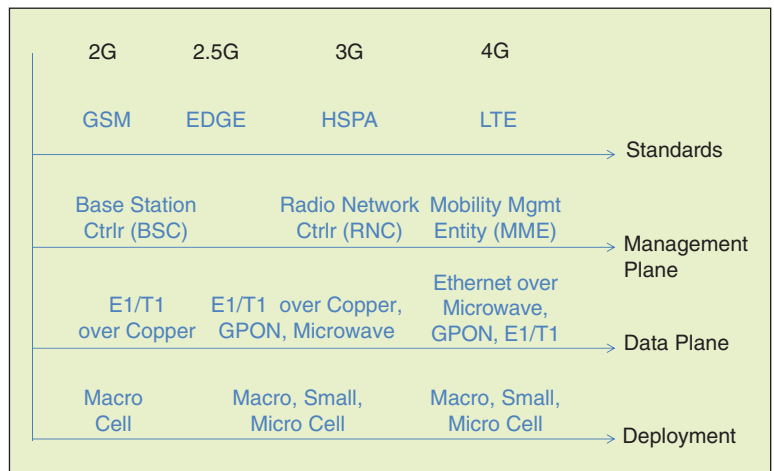 2G 2.5G 3G 4G
GSM EDGE HSPA LTE
Standards
Base Station Radio Network Mobility Mgmt
Ctrlr (BSC) Ctrlr (RNC) Entity (MME)
Management
Plane
Ethernet over
E1/T1 E1/T1 over Copper, Microwave,
over Copper GPON, Microwave GPON, E1/T1
Data Plane
Macro Macro, Small, Macro, Small,
Cell Micro Cell Micro Cell
Deployment